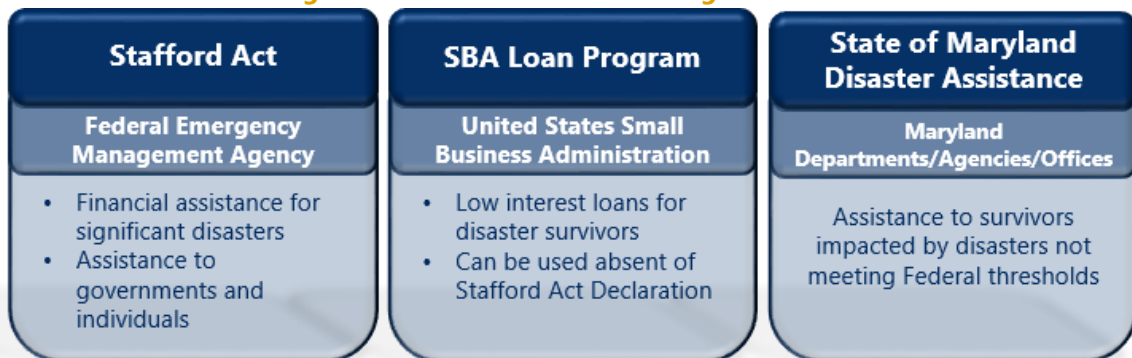 Stafford Act
Federal Emergency
Management Agency
• Financial assistance for
significant disasters
• Assistance to
governments and
individuals
SBA Loan Program
United States Small
Business Administration
• Low interest loans for
disaster survivors
• Can be used absent of
Stafford Act Declaration
State of Maryland
Disaster Assistance
Maryland
Departments/Agencies/Offices
Assistance to survivors
impacted by disasters not
meeting Federal thresholds